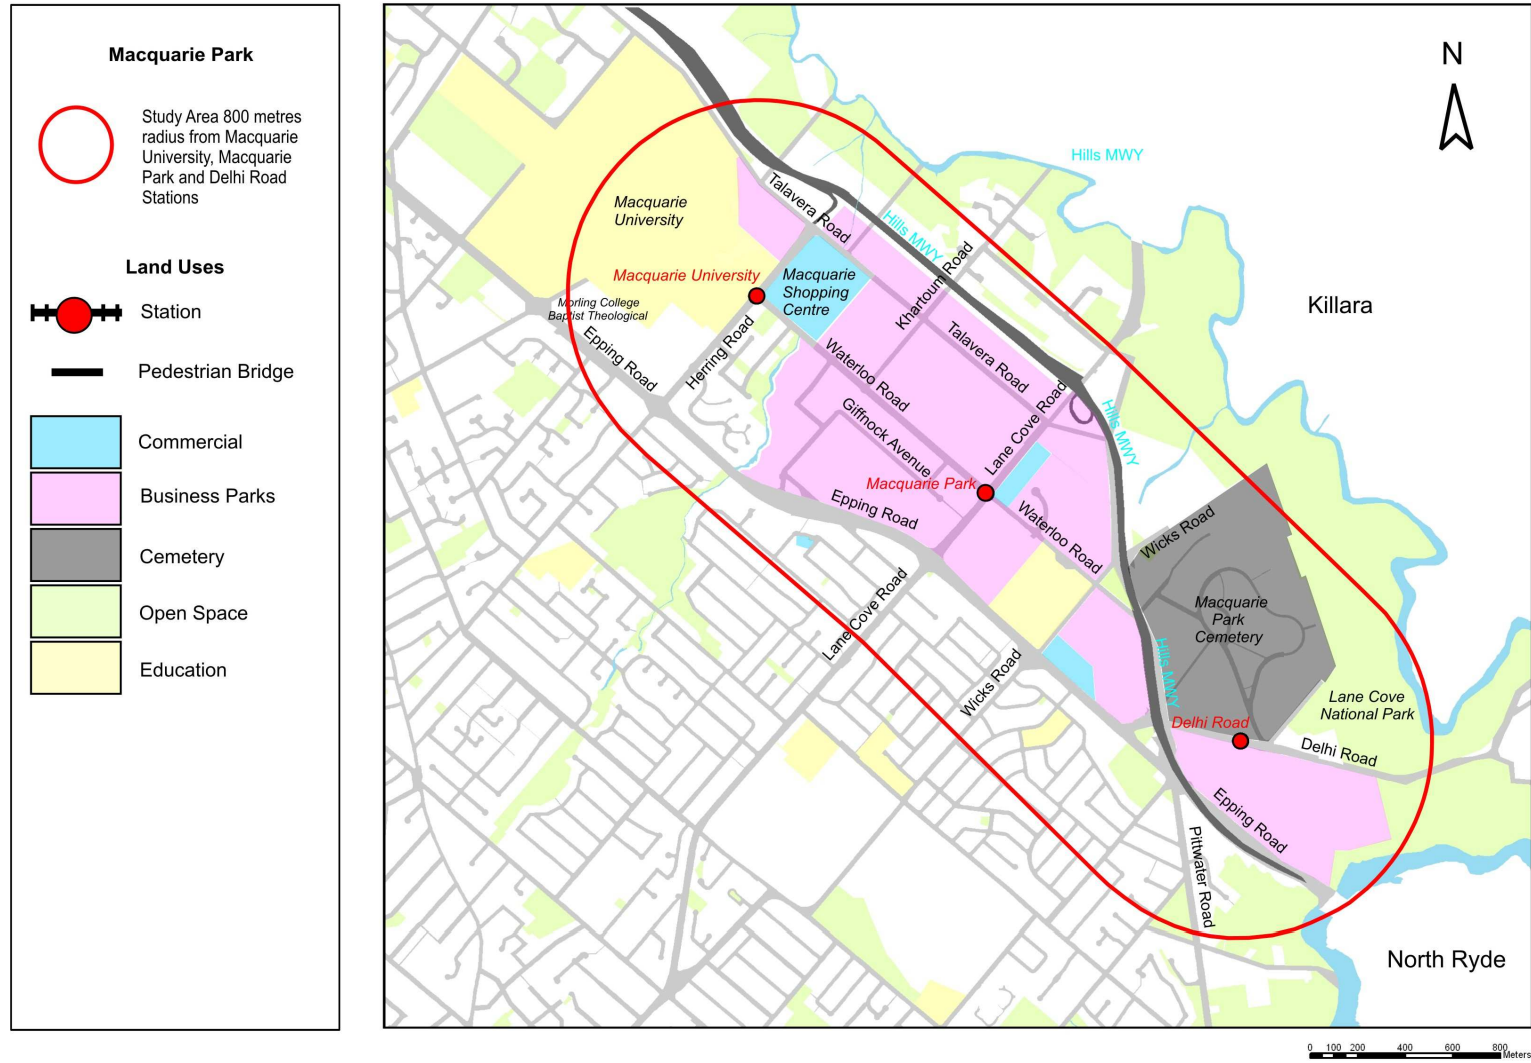 Macquarie Park
Study Area 800 metres
radius from Macquarie
University, Macquarie
Park and Delhi Road
Stations
Land Uses
Station
Pedestrian Bridge
Commercial
Business Parks
Cemetery
Open Space
Education
N
Hills MWY
Killara
Talavera Road
Macquarie
University
Hills MWY
Macquarie University
Macquarie
Shopping
Centre
Khartoum Road
Morling College
Baptist Theological
Epping Road
Herring Road
Waterloo Road
Talavera Road
Giffnock Avenue
Lane Cove Road
Hills MWY
Macquarie Park
Epping Road
Waterloo Road
Wicks Road
Lane Cove Road
Macquarie
Park
Cemetery
Hills MWY
Wicks Road
Lane Cove
National Park
Delhi Road
Delhi Road
Epping Road
Pittwater Road
North Ryde
0 100 200 400 600 800
Meters